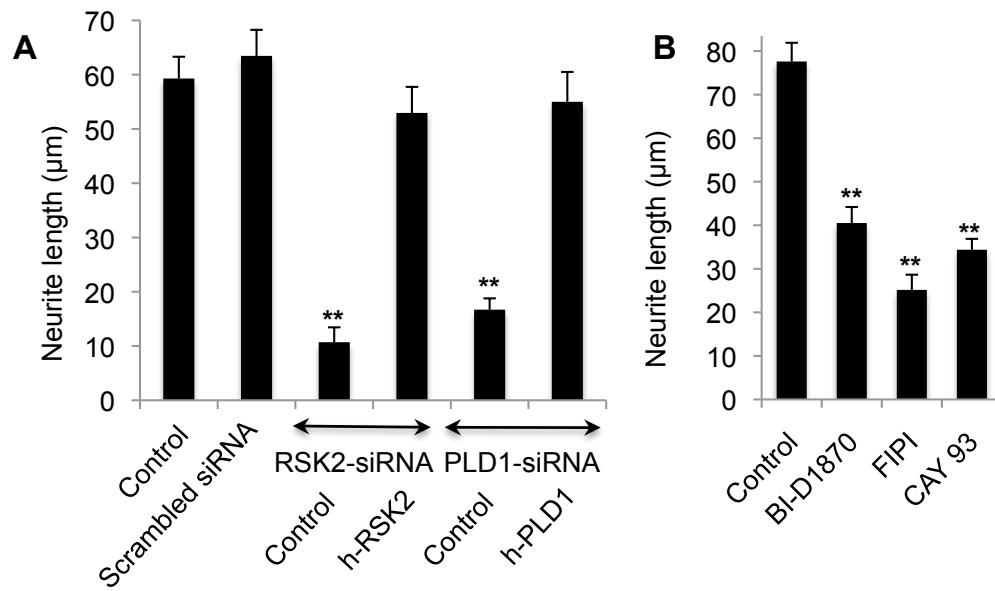 A
Neurite length (µm)
70
60
50
40
30
20
10
0
**
**
Control
Scrambled siRNA
RSK2-siRNA PLD1-siRNA
Control
h-RSK2
Control
h-PLD1
B
Neurite length (µm)
80
70
60
50
40
30
20
10
0
**
**
**
Control
BI-D1870
FIPI
CAY 93